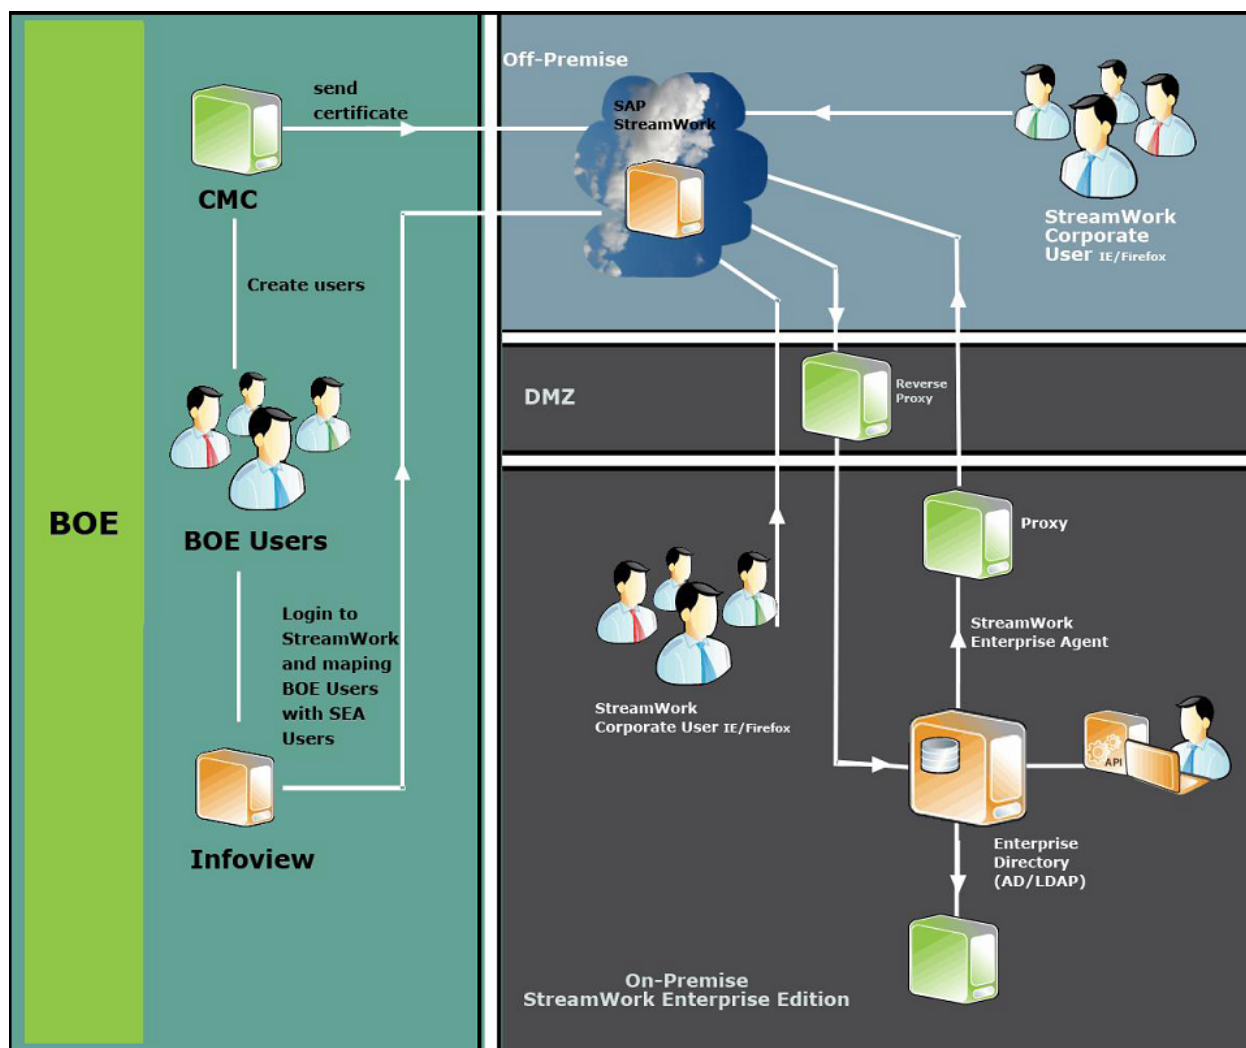 BOE
send
certificate
CMC
Create users
BOE Users
Login to
StreamWork
and maping
BOE Users
with SEA
Users
Infoview
Off-Premise
SAP
StreamWork
StreamWork
Corporate
User IE/Firefox
DMZ
Reverse
Proxy
Proxy
StreamWork
Enterprise Agent
StreamWork
Corporate User IE/Firefox
API
Enterprise
Directory
(AD/LDAP)
On-Premise
StreamWork Enterprise Edition